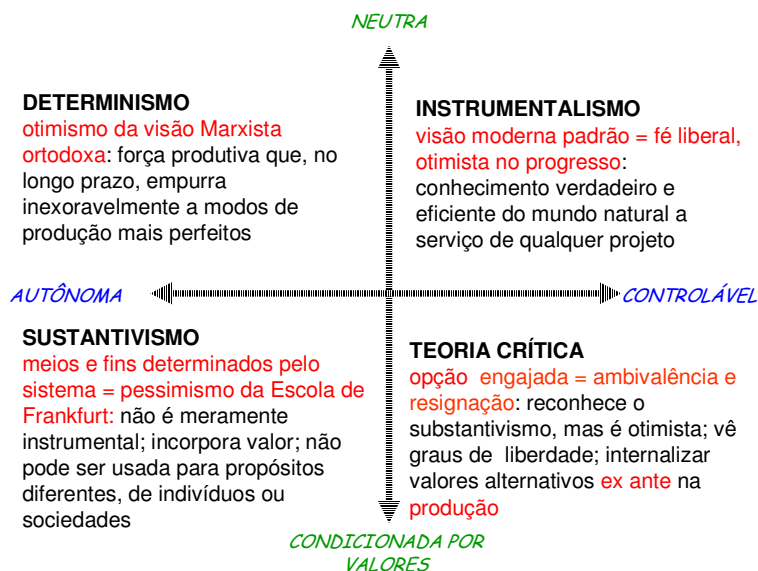 NEUTRA
DETERMINISMO
otimismo da visão Marxista
ortodoxa: força produtiva que, no
longo prazo, empurra
inexoravelmente a modos de
produção mais perfeitos
INSTRUMENTALISMO
visão moderna padrão = fé liberal,
otimista no progresso:
conhecimento verdadeiro e
eficiente do mundo natural a
serviço de qualquer projeto
AUTÔNOMA
CONTROLÁVEL
SUSTANTIVISMO
meios e fins determinados pelo
sistema = pessimismo da Escola de
Frankfurt: não é meramente
instrumental; incorpora valor; não
pode ser usada para propósitos
diferentes, de indivíduos ou
sociedades
TEORIA CRÍTICA
opção engajada = ambivalência e
resignação: reconhece o
substantivismo, mas é otimista; vê
graus de liberdade; internalizar
valores alternativos ex ante na
produção
CONDICIONADA POR
VALORES